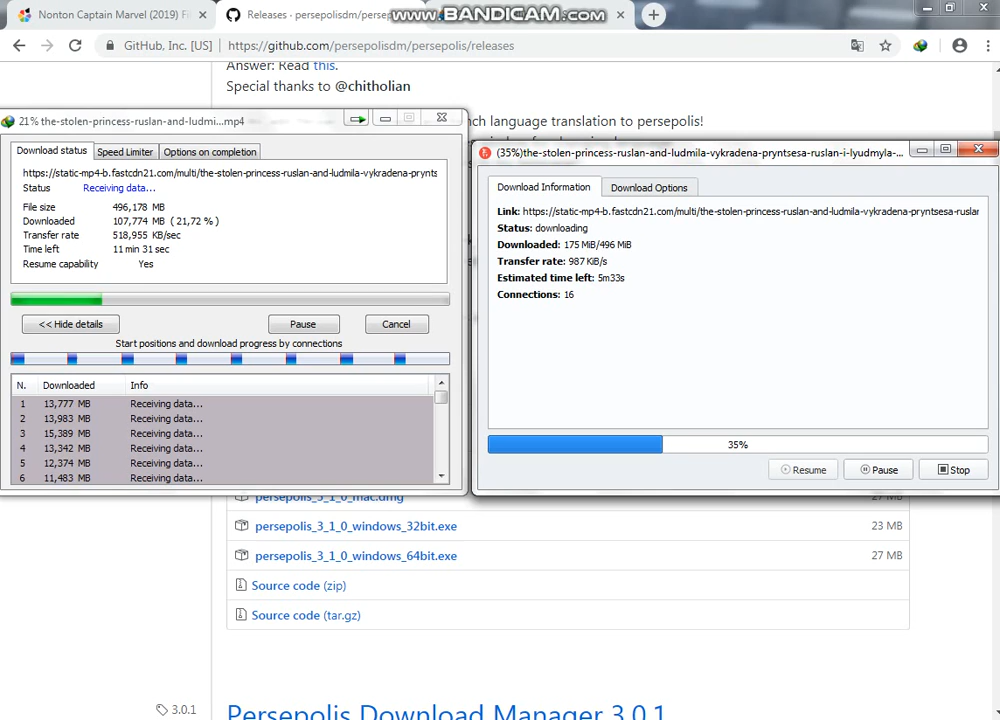 Nonton Captain Marvel (2019) Fi
Releases · persepolisdm/perse
WWW.BANDICAM.COM
GitHub, Inc. [US]
https://github.com/persepolisdm/persepolis/releases
Answer: Read this.
Special thanks to @chitholian
nch language translation to persepolis!
21% the-stolen-princess-ruslan-and-ludmi...mp4
Download status
Speed Limiter
Options on completion
https://static-mp4-b.fastcdn21.com/multi/the-stolen-princess-ruslan-and-ludmila-vykradena-prynts
Status Receiving data...
File size 496,178 MB
Downloaded 107,774 MB ( 21,72 % )
Transfer rate 518,955 KB/sec
Time left 11 min 31 sec
Resume capability Yes
<< Hide details
Pause
Cancel
Start positions and download progress by connections
N. Downloaded Info
1 13,777 MB Receiving data...
2 13,983 MB Receiving data...
3 15,389 MB Receiving data...
4 13,342 MB Receiving data...
5 12,374 MB Receiving data...
6 11,483 MB Receiving data...
(35%)the-stolen-princess-ruslan-and-ludmila-vykradena-pryntsesa-ruslan-i-lyudmyla-...
Download Information
Download Options
Link: https://static-mp4-b.fastcdn21.com/multi/the-stolen-princess-ruslan-and-ludmila-vykradena-pryntsesa-ruslar
Status: downloading
Downloaded: 175 MiB/496 MiB
Transfer rate: 987 KiB/s
Estimated time left: 5m33s
Connections: 16
35%
Resume
Pause
Stop
persepolis_3_1_0_mac.dmg 27 MB
persepolis_3_1_0_windows_32bit.exe 23 MB
persepolis_3_1_0_windows_64bit.exe 27 MB
Source code (zip)
Source code (tar.gz)
3.0.1
Persepolis Download Manager 3.0.1